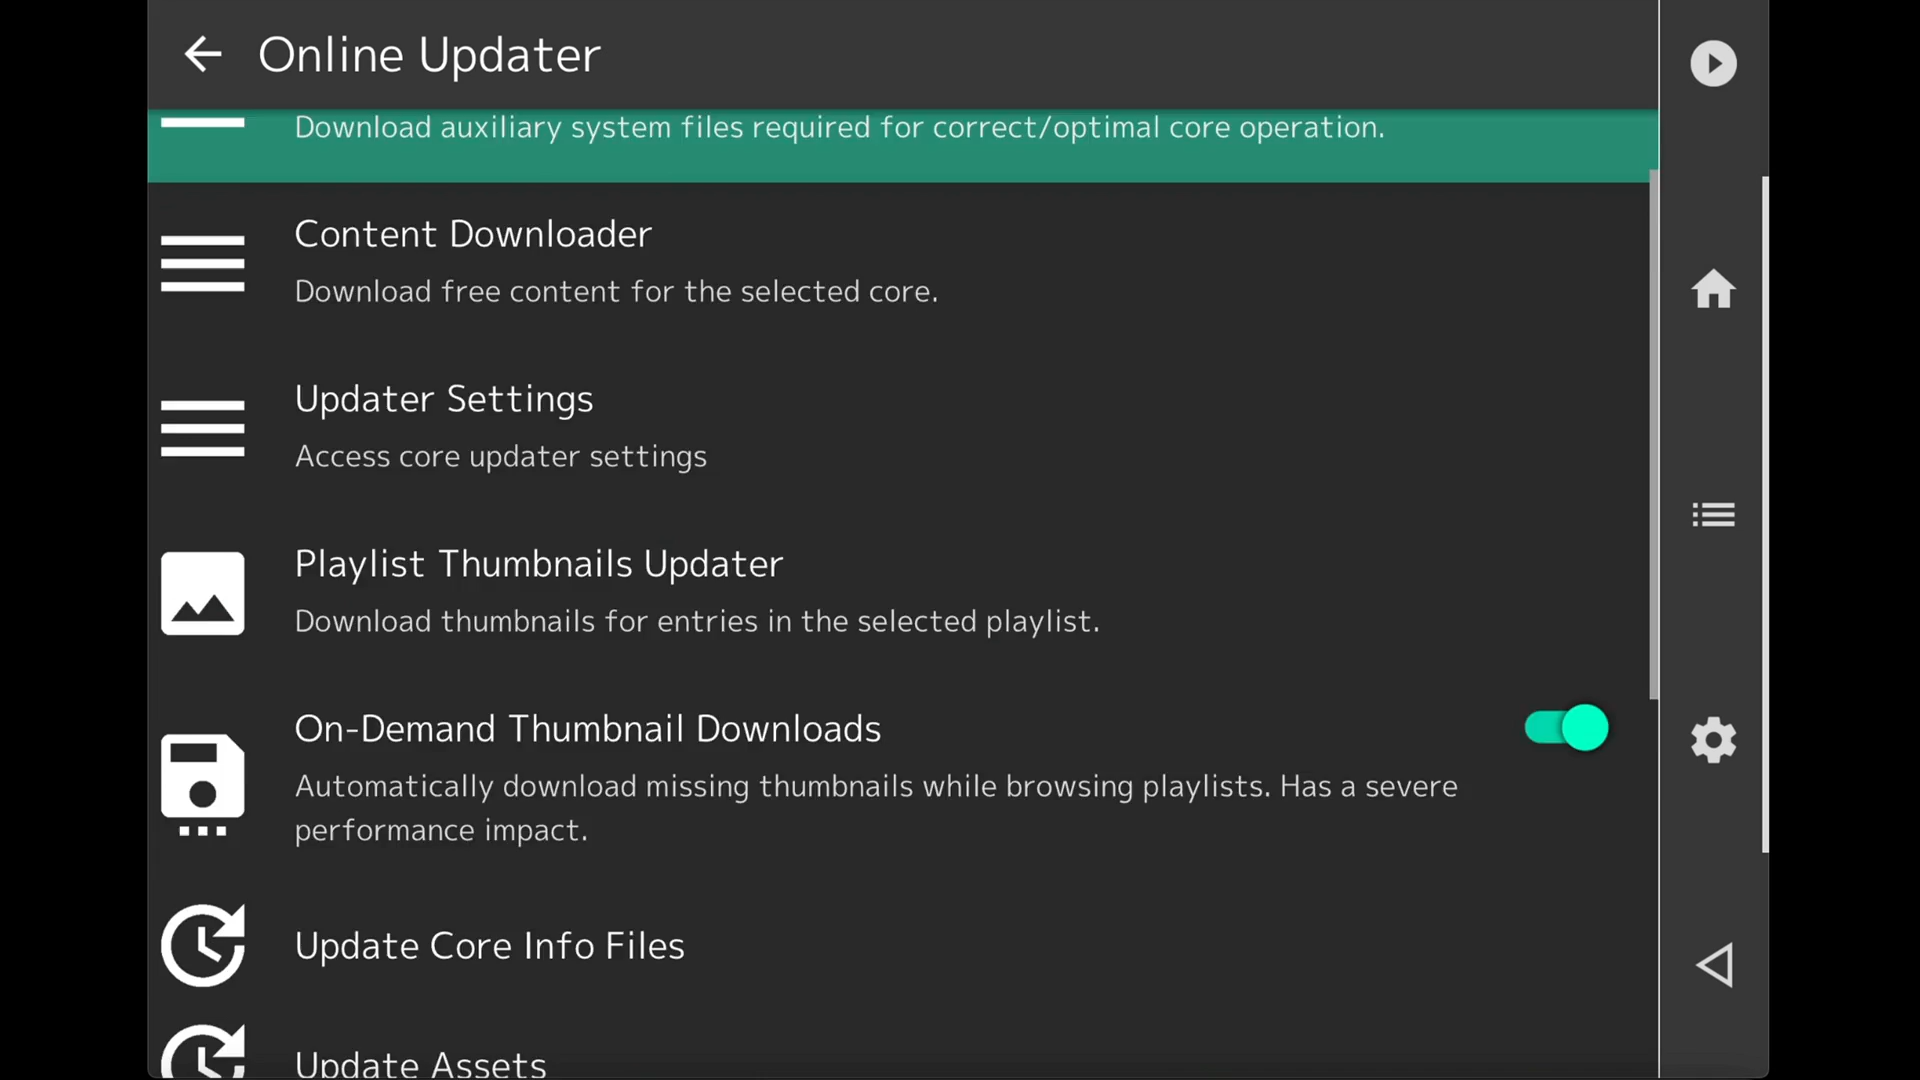 Online Updater
Download auxiliary system files required for correct/optimal core operation.
Content Downloader
Download free content for the selected core.
Updater Settings
Access core updater settings
Playlist Thumbnails Updater
Download thumbnails for entries in the selected playlist.
On-Demand Thumbnail Downloads
Automatically download missing thumbnails while browsing playlists. Has a severe
performance impact.
Update Core Info Files
Update Assets